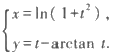 x=ln(1+t²),
y=t-arctan t.